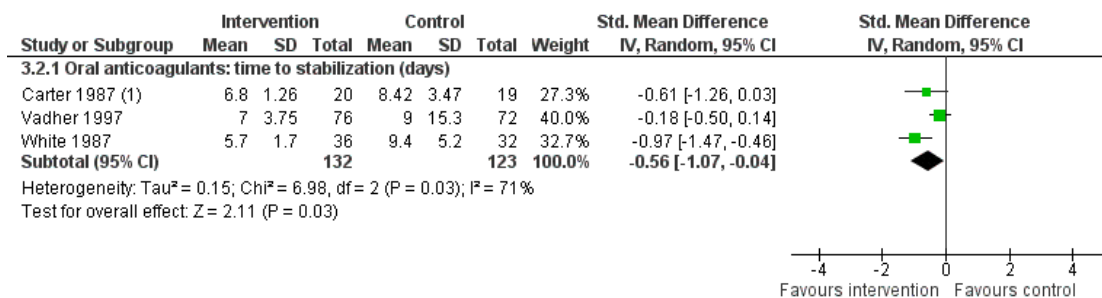 Intervention Control Std. Mean Difference Std. Mean Difference
Study or Subgroup Mean SD Total Mean SD Total Weight IV, Random, 95% CI IV, Random, 95% CI
3.2.1 Oral anticoagulants: time to stabilization (days)
Carter 1987 (1) 6.8 1.26 20 8.42 3.47 19 27.3% -0.61 [-1.26, 0.03]
Vadher 1997 7 3.75 76 9 15.3 72 40.0% -0.18 [-0.50, 0.14]
White 1987 5.7 1.7 36 9.4 5.2 32 32.7% -0.97 [-1.47, -0.46]
Subtotal (95% CI) 132 123 100.0% -0.56 [-1.07, -0.04]
Heterogeneity: Tau² = 0.15; Chi² = 6.98, df = 2 (P = 0.03); I² = 71%
Test for overall effect: Z = 2.11 (P = 0.03)
-4 -2 0 2 4
Favours intervention Favours control